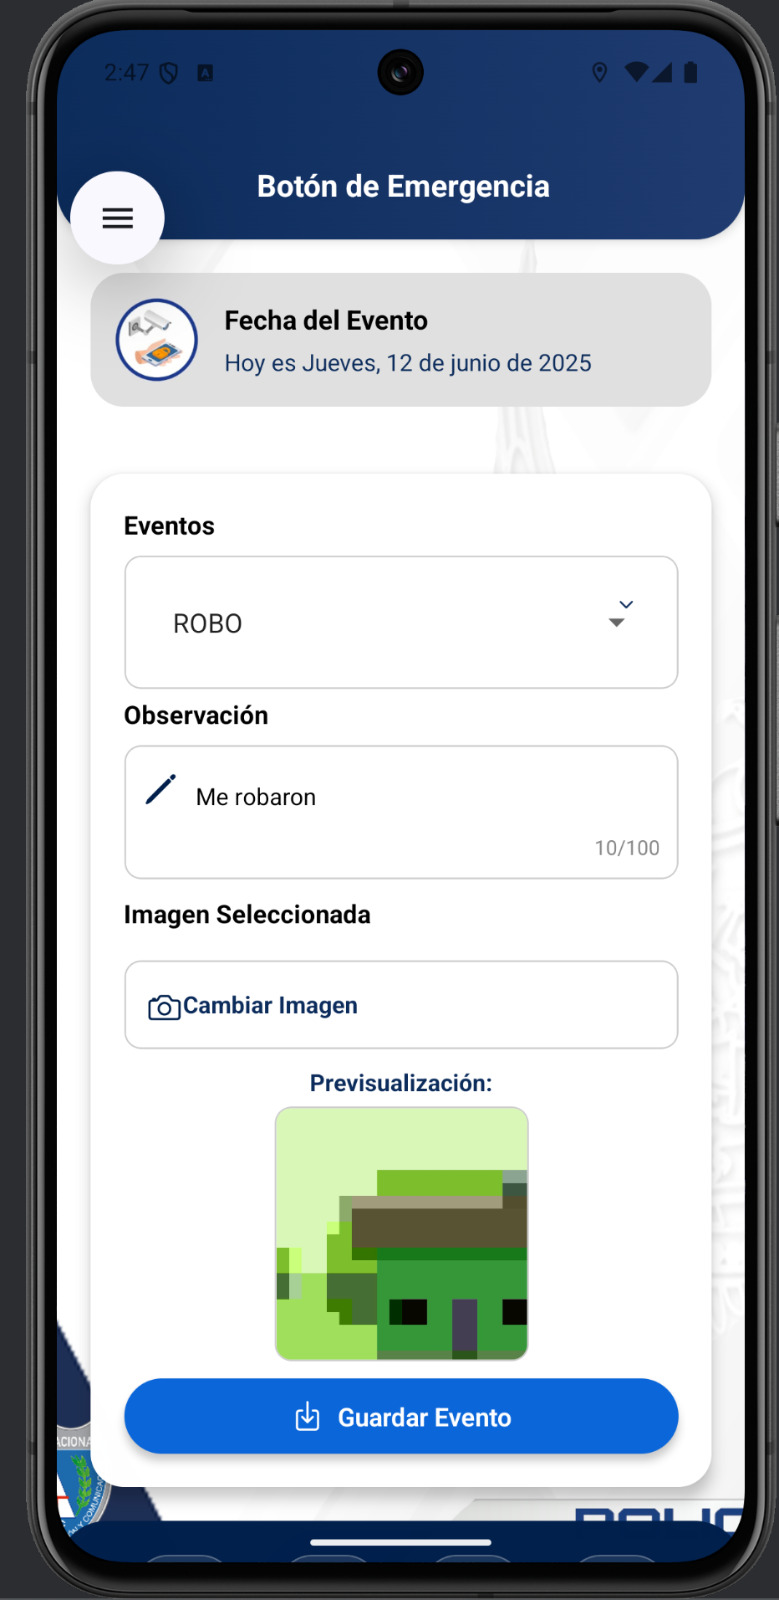 2:47
Botón de Emergencia
Fecha del Evento
Hoy es Jueves, 12 de junio de 2025
Eventos
ROBO
Observación
Me robaron
10/100
Imagen Seleccionada
Cambiar Imagen
Previsualización:
Guardar Evento